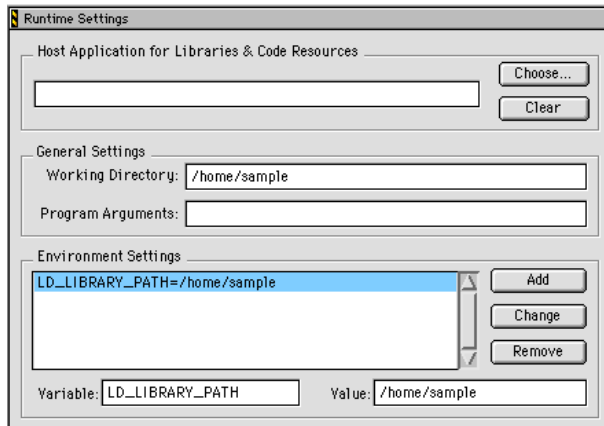 Runtime Settings
Host Application for Libraries & Code Resources
Choose...
Clear
General Settings
Working Directory: /home/sample
Program Arguments:
Environment Settings
LD_LIBRARY_PATH=/home/sample
Add
Change
Remove
Variable: LD_LIBRARY_PATH Value: /home/sample